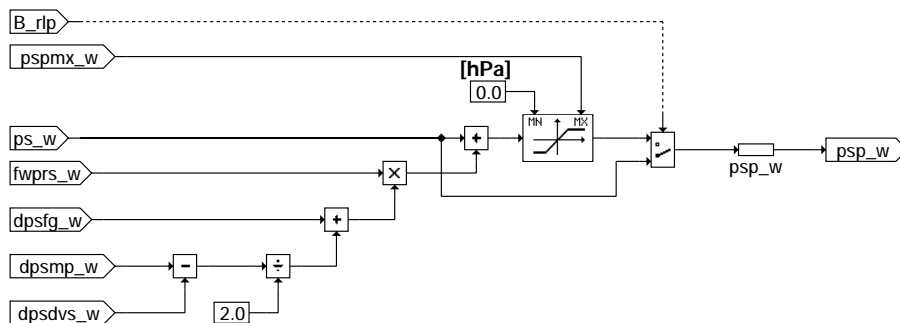 B_rlp
pspmx_w
[hPa]
0.0
MN
MX
ps_w
+
fwprs_w
×
psp_w
psp_w
dpsfg_w
+
dpsmp_w
-
÷
dpsdvs_w
2.0